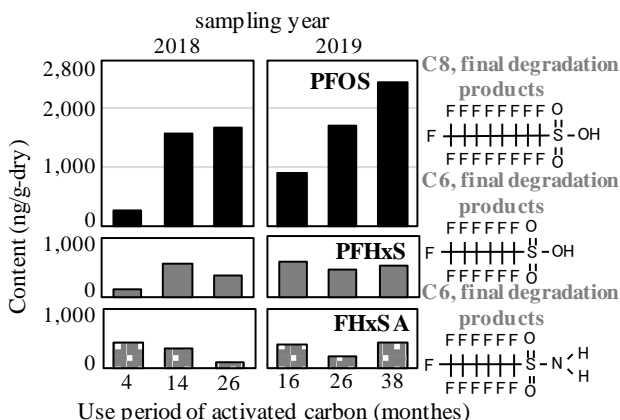 sampling year
2018 2019
2,800
2,000
1,000
0
PFOS
1,000
0
PFHxS
1,000
0
FHxSA
4 14 26 16 26 38
Use period of activated carbon (monthes)
Content (ng/g-dry)
C8, final degradation
products
F F F F F F F F O
F S OH
F F F F F F F F O
C6, final degradation
products
F F F F F F O
F S OH
F F F F F F O
C6, final degradation
products
F F F F F F O H
F S N
F F F F F F O H